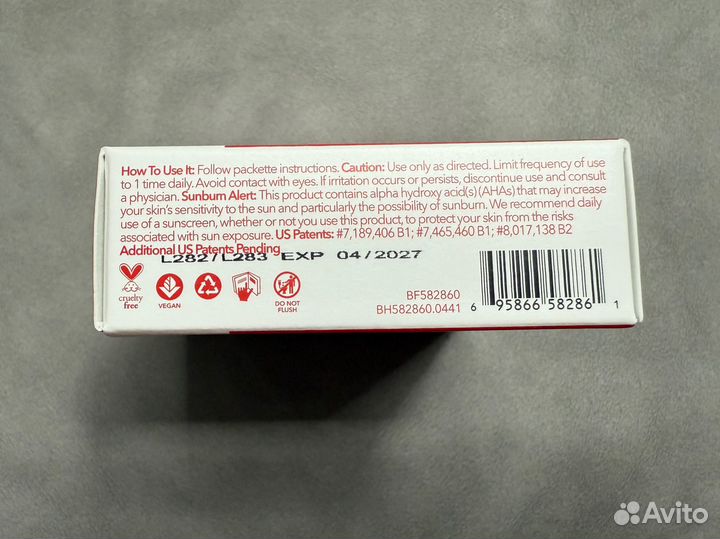 How To Use It: Follow packette instructions. Caution: Use only as directed. Limit frequency of use
to 1 time daily. Avoid contact with eyes. If irritation occurs or persists, discontinue use and consult
a physician. Sunburn Alert: This product contains alpha hydroxy acid(s) (AHAs) that may increase
your skin's sensitivity to the sun and particularly the possibility of sunburn. We recommend daily
use of a sunscreen, whether or not you use this product, to protect your skin from the risks
associated with sun exposure. US Patents: #7,189,406 B1; #7,465,460 B1; #8,017,138 B2
Additional US Patents Pending
L282/L283 EXP 04/2027
cruelty
free
VEGAN
DO NOT
FLUSH
BF582860
BH582860.0441
6 95866 58286 1
Avito